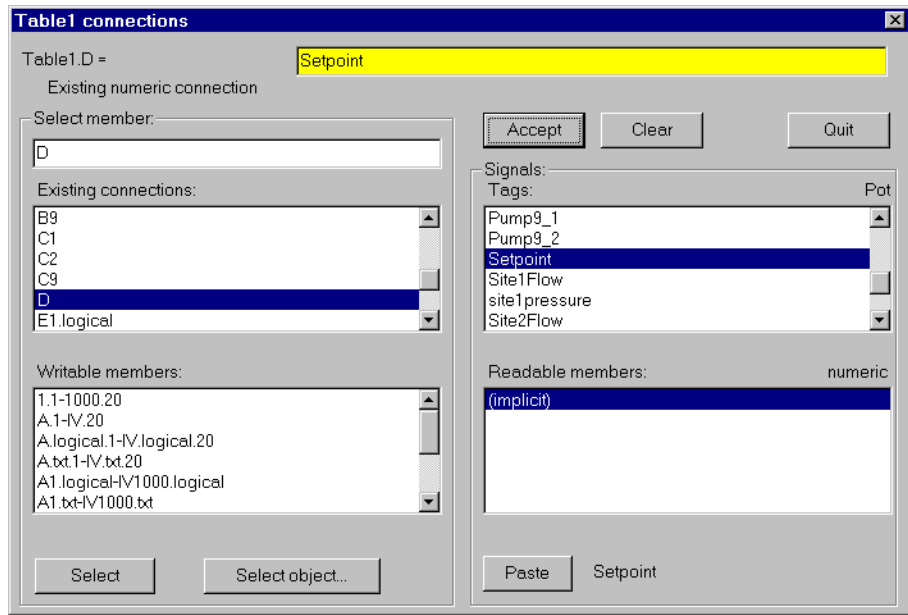 Table1 connections
Table1.D =
Setpoint
Existing numeric connection
Select member:
D
Existing connections:
B9
C1
C2
C9
D
E1.logical
Writable members:
1.1-1000.20
A.1-IV.20
A.logical.1-IV.logical.20
A.txt.1-IV.txt.20
A1.logical-IV1000.logical
A1.txt-IV1000.txt
Select
Select object...
Accept
Clear
Quit
Signals:
Tags:
Pot
Pump9_1
Pump9_2
Setpoint
Site1Flow
site1pressure
Site2Flow
Readable members:
numeric
(implicit)
Paste
Setpoint